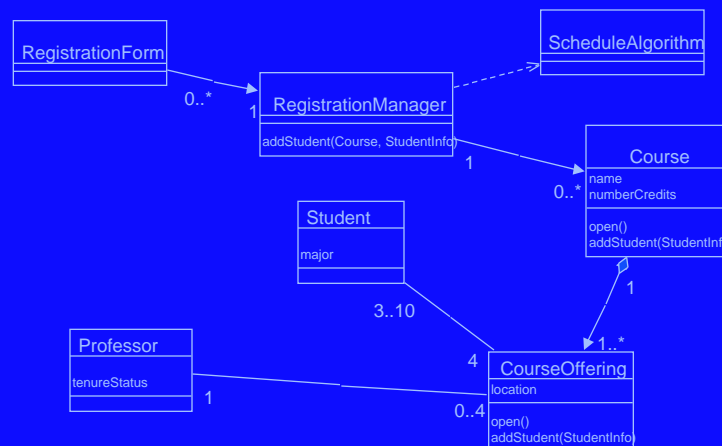 RegistrationForm
ScheduleAlgorithm
0..*
1
RegistrationManager
addStudent(Course, StudentInfo)
1
0..*
Course
name
numberCredits
open()
addStudent(StudentInf
Student
major
3..10
4
1
1..*
Professor
tenureStatus
1
0..4
CourseOffering
location
open()
addStudent(StudentInfo)